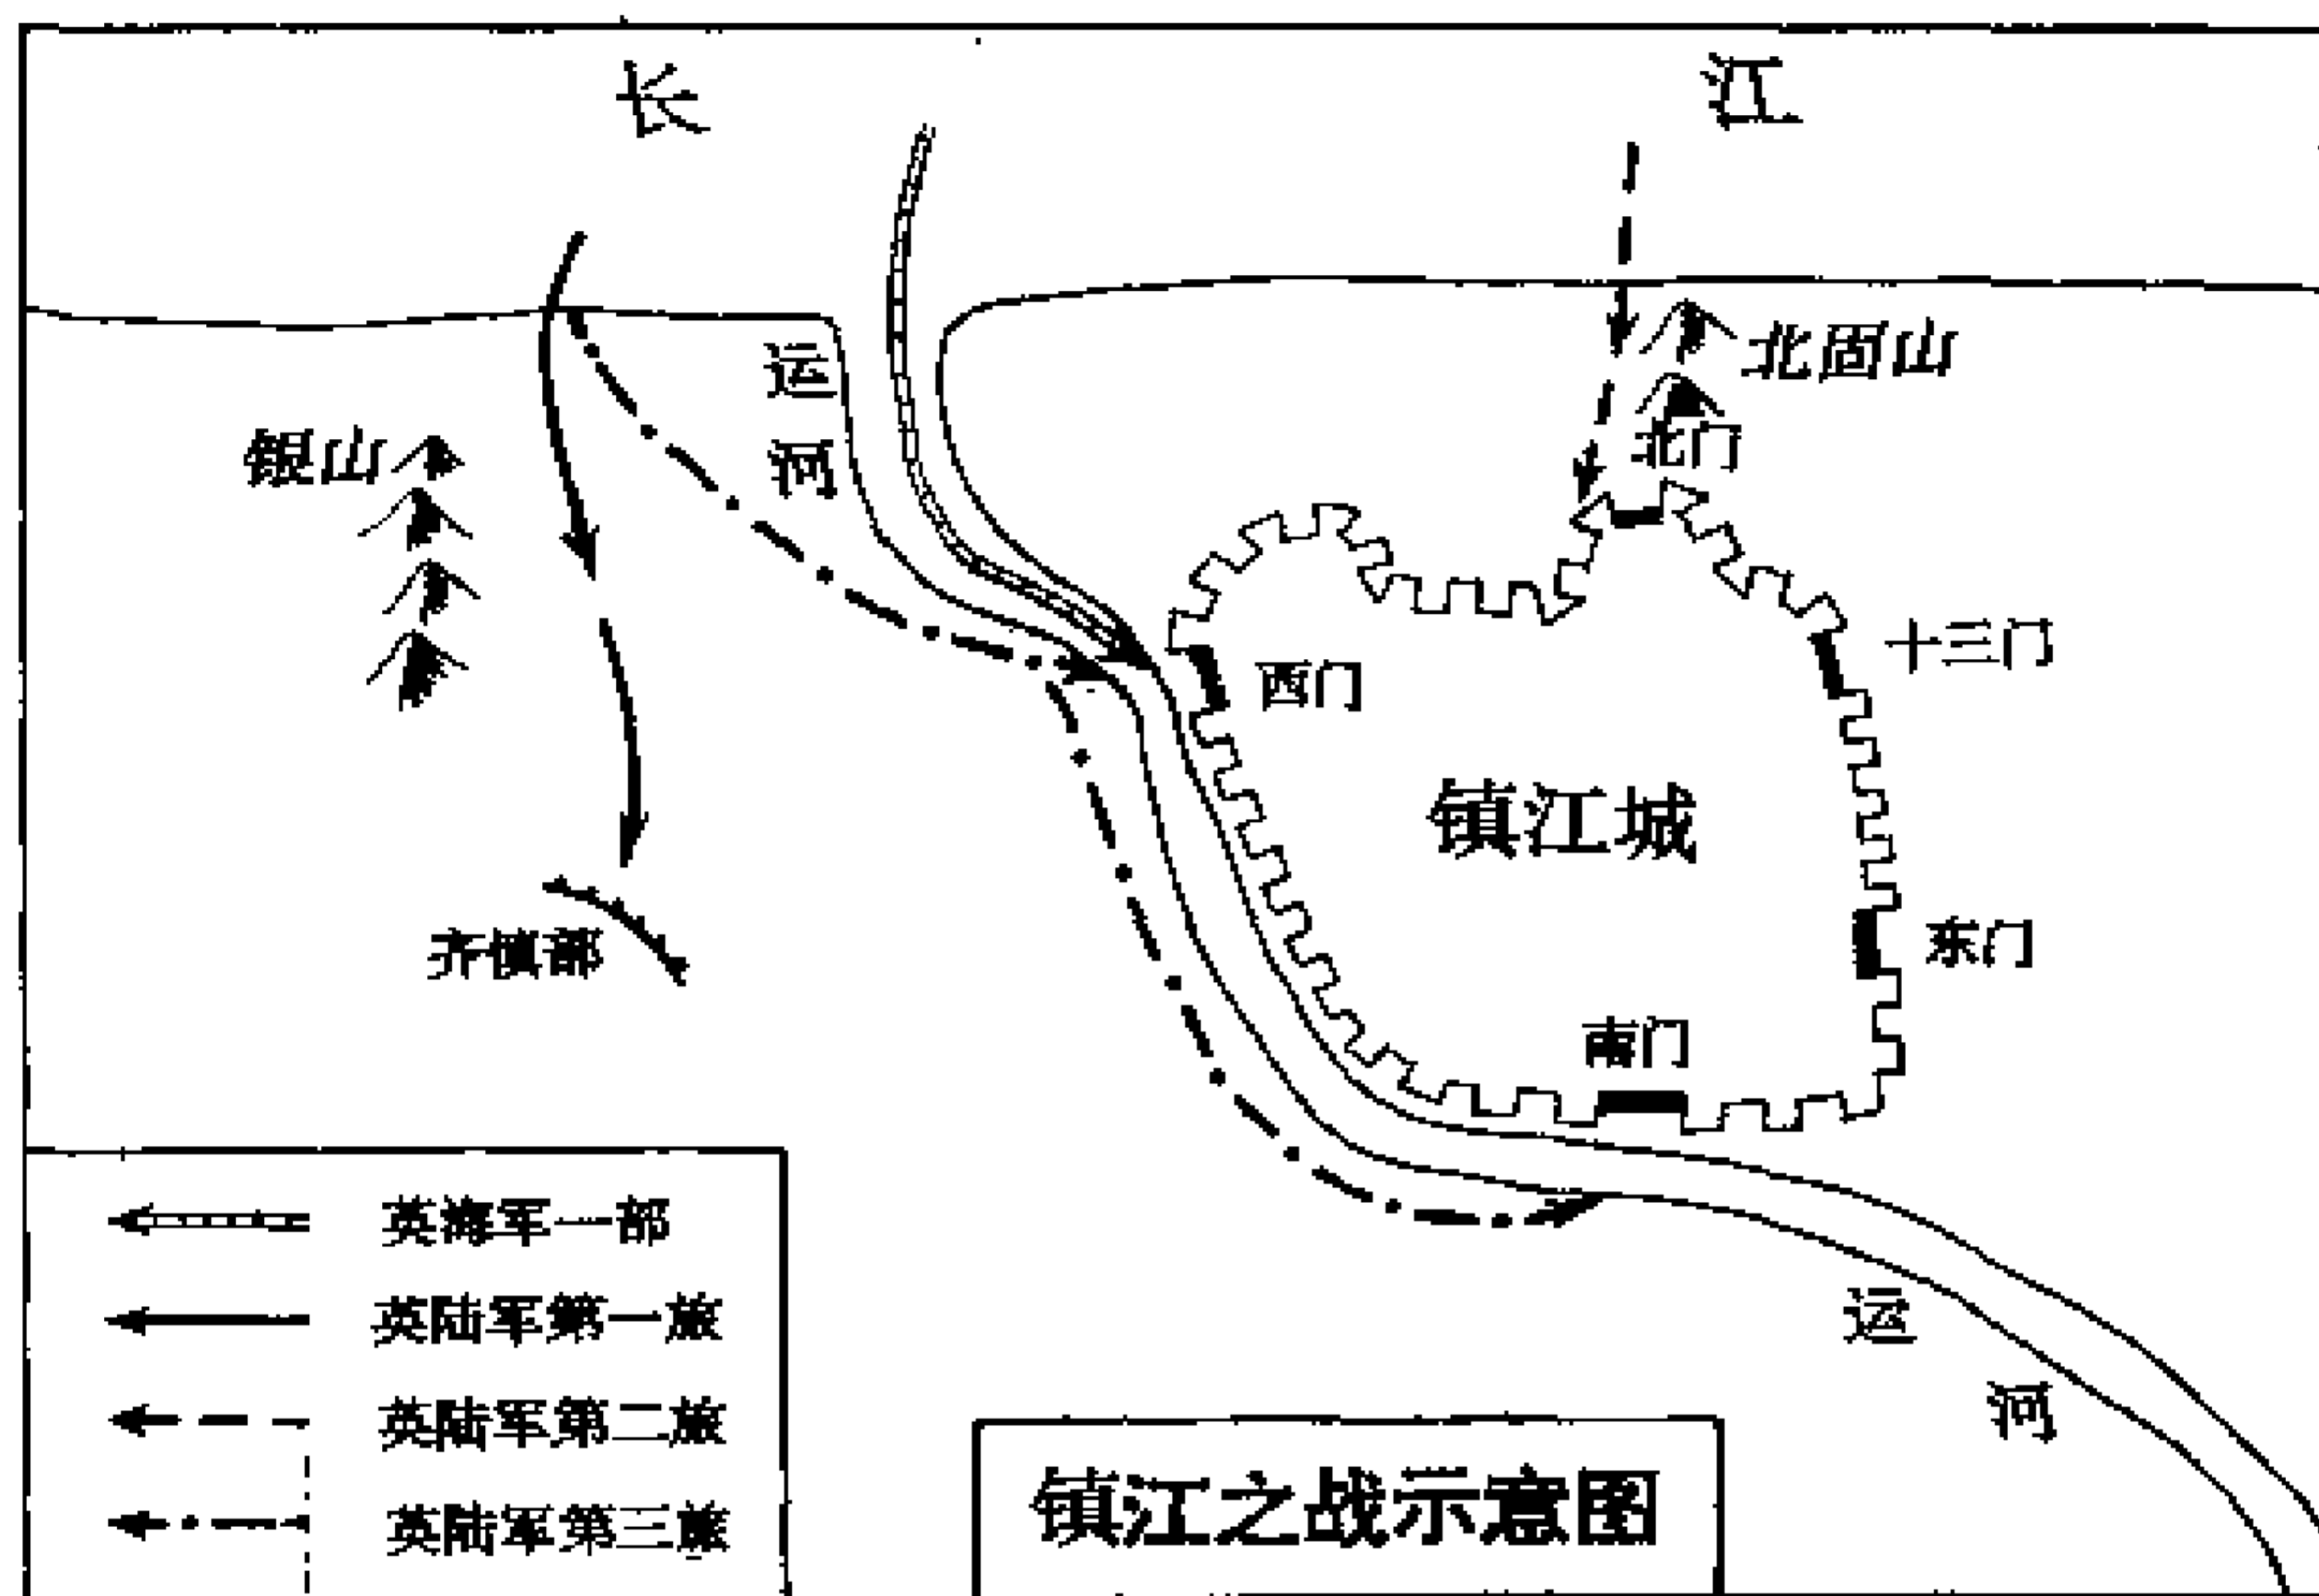 长江
运河
北固山
银山
北门
十三门
西门
镇江城
齐慎部
东门
南门
英海军一部
英陆军第一旅
英陆军第二旅
英陆军第三旅
运河
镇江之战示意图